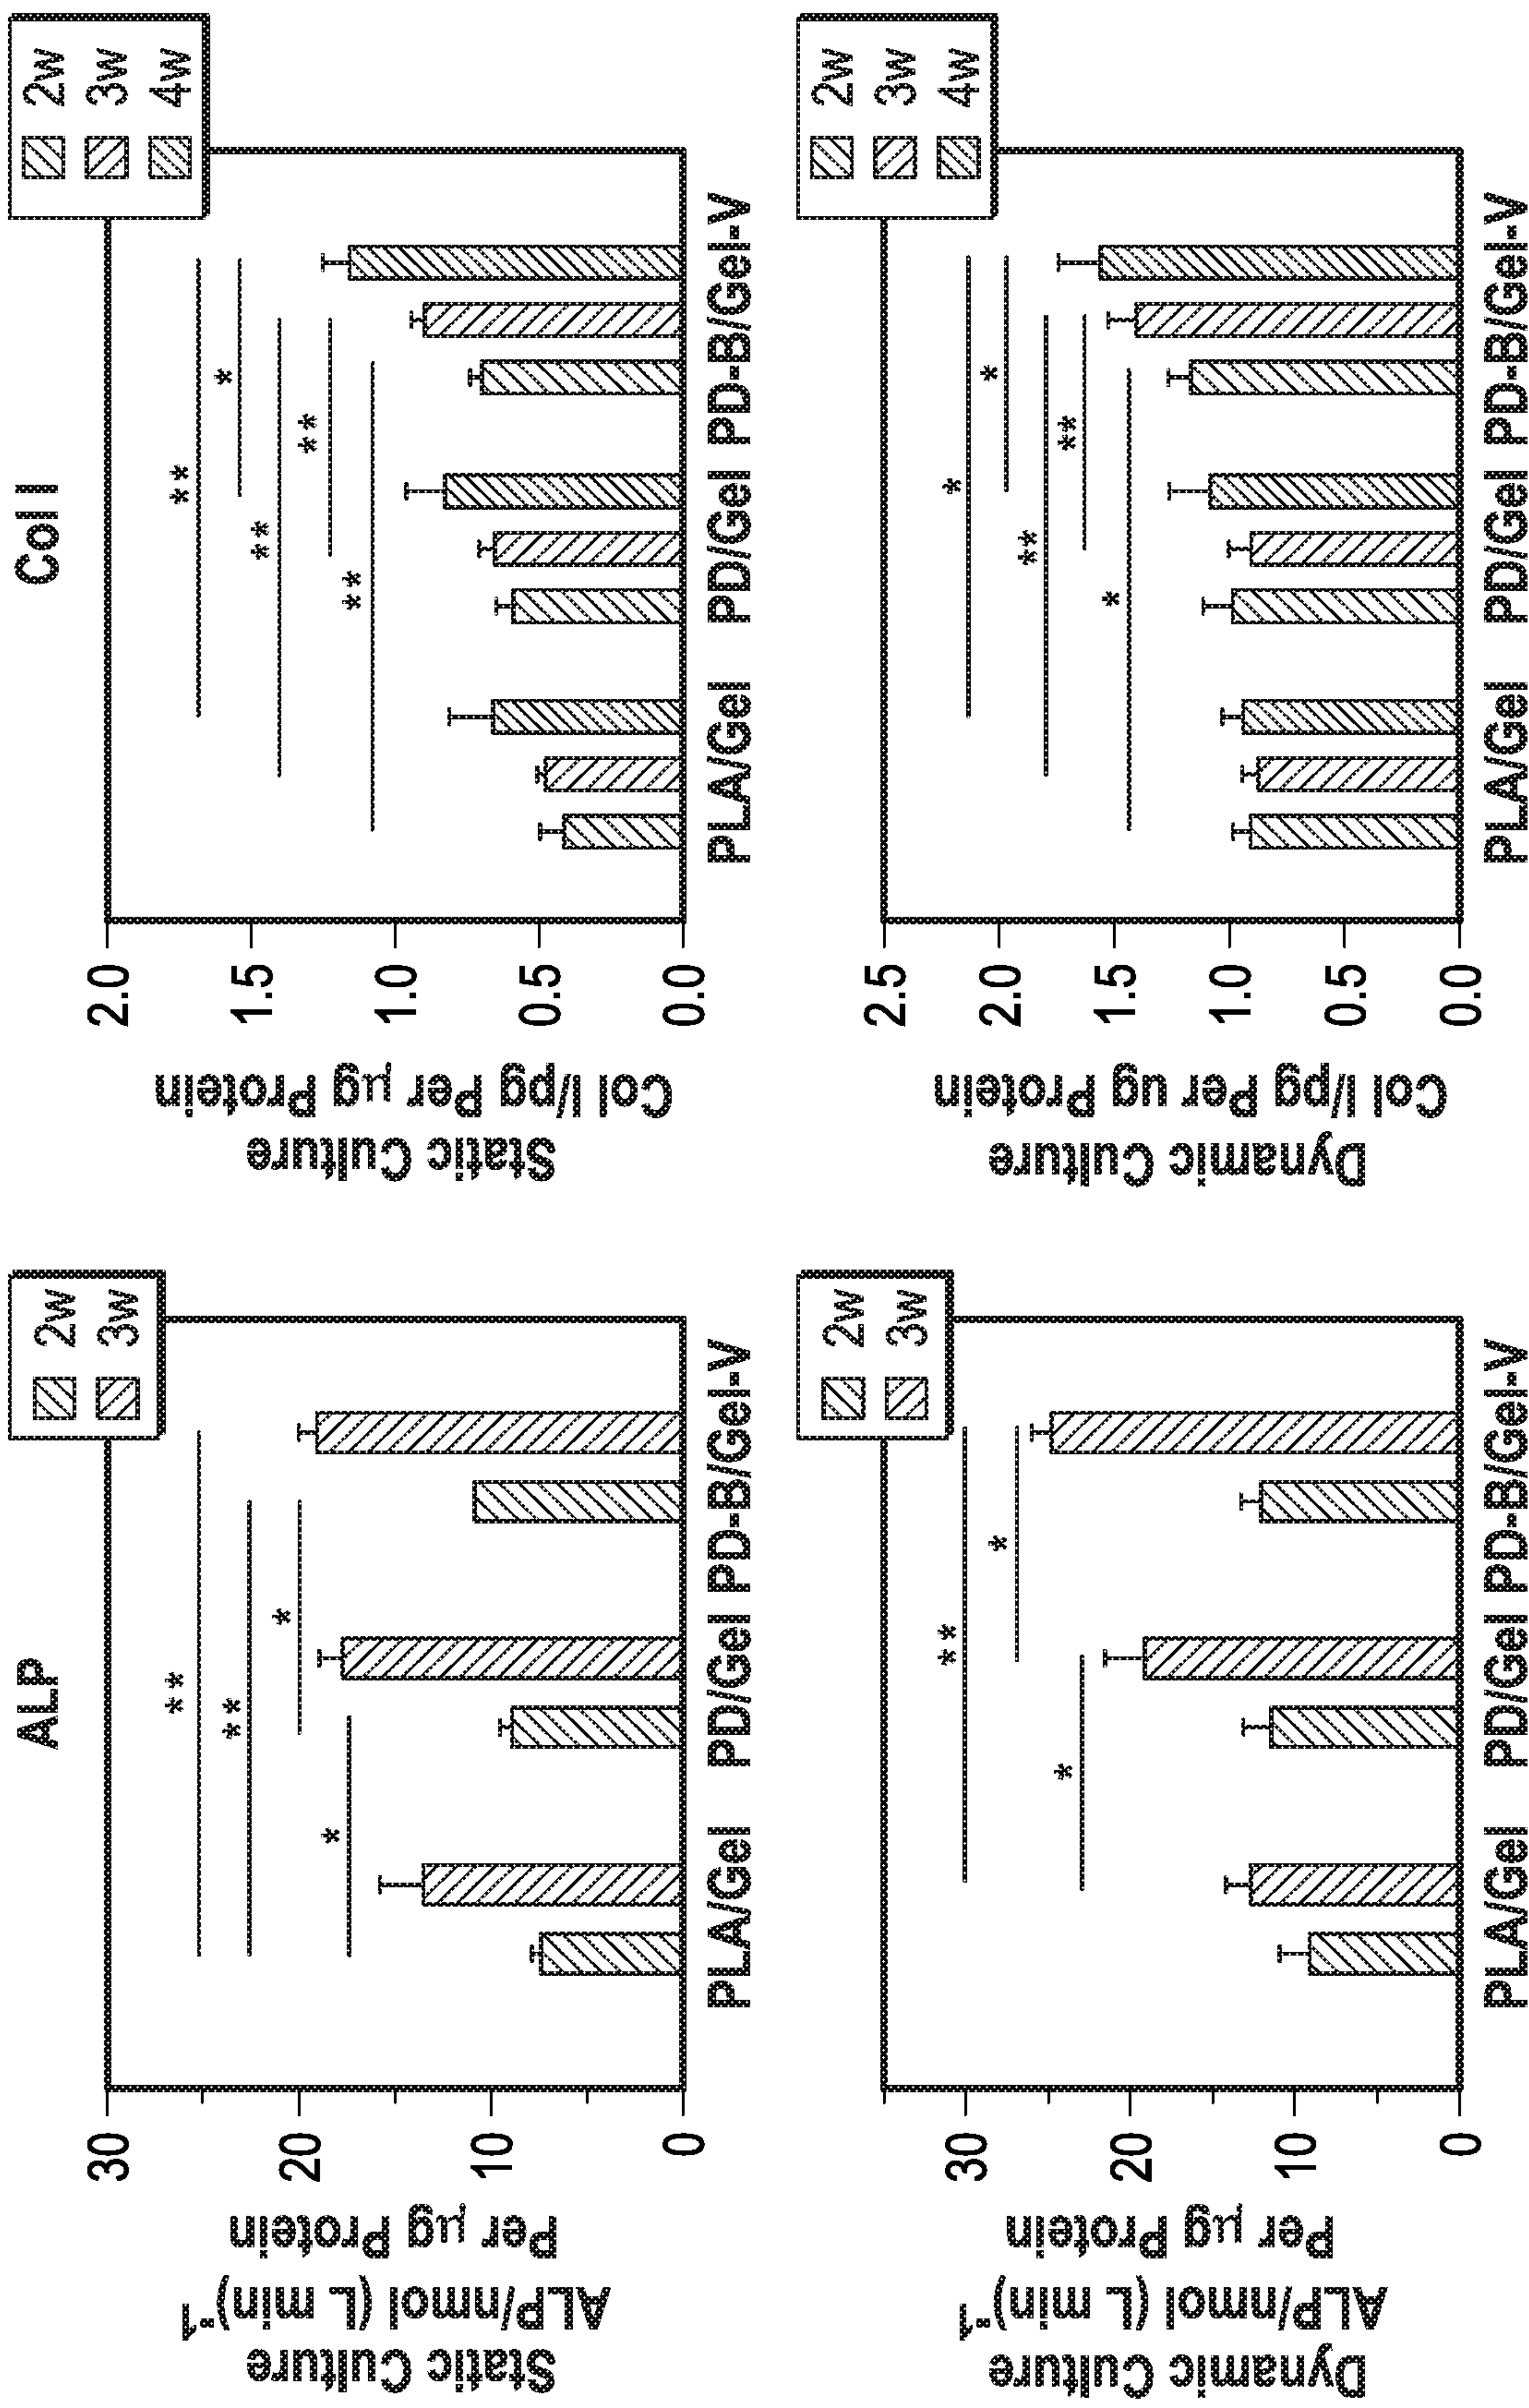 ALP
Static Culture
ALP/nmol (L min)⁻¹
Per μg Protein
30
20
10
0
2w
3w
**
**
*
*
PLA/Gel PD/Gel PD-B/Gel-V
Col I
Static Culture
Col I/pg Per μg Protein
2.0
1.5
1.0
0.5
0.0
2w
3w
4w
**
*
**
**
**
PLA/Gel PD/Gel PD-B/Gel-V
Dynamic Culture
ALP/nmol (L min)⁻¹
Per μg Protein
30
20
10
0
2w
3w
**
*
*
PLA/Gel PD/Gel PD-B/Gel-V
Dynamic Culture
Col I/pg Per ug Protein
2.5
2.0
1.5
1.0
0.5
0.0
2w
3w
4w
*
*
**
**
*
PLA/Gel PD/Gel PD-B/Gel-V